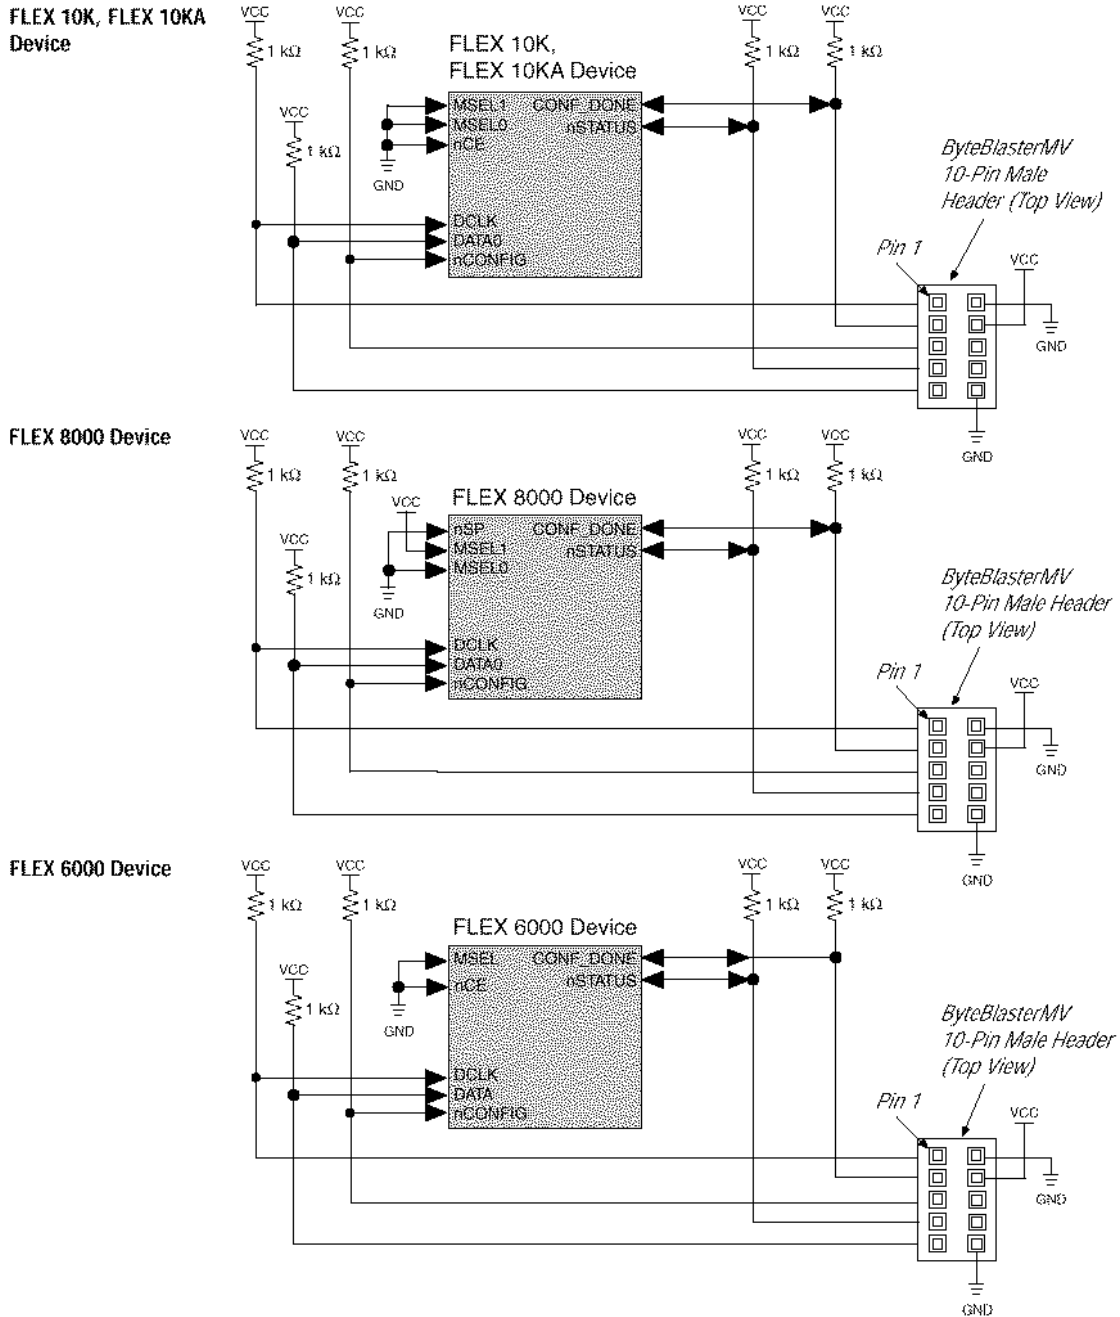 FLEX 10K, FLEX 10KA
Device
VCC
VCC
VCC
VCC
1 kΩ
1 kΩ
1 kΩ
1 kΩ
FLEX 10K,
FLEX 10KA Device
VCC
1 kΩ
MSEL1
MSEL0
nCE
CONF_DONE
nSTATUS
GND
DCLK
DATA0
nCONFIG
ByteBlasterMV
10-Pin Male
Header (Top View)
Pin 1
VCC
GND
GND
FLEX 8000 Device
VCC
VCC
VCC
VCC
1 kΩ
1 kΩ
1 kΩ
1 kΩ
VCC
FLEX 8000 Device
VCC
1 kΩ
nSP
MSEL1
MSEL0
CONF_DONE
nSTATUS
GND
DCLK
DATA0
nCONFIG
ByteBlasterMV
10-Pin Male Header
(Top View)
Pin 1
VCC
GND
GND
FLEX 6000 Device
VCC
VCC
VCC
VCC
1 kΩ
1 kΩ
1 kΩ
1 kΩ
FLEX 6000 Device
VCC
1 kΩ
MSEL
nCE
CONF_DONE
nSTATUS
GND
DCLK
DATA
nCONFIG
ByteBlasterMV
10-Pin Male Header
(Top View)
Pin 1
VCC
GND
GND